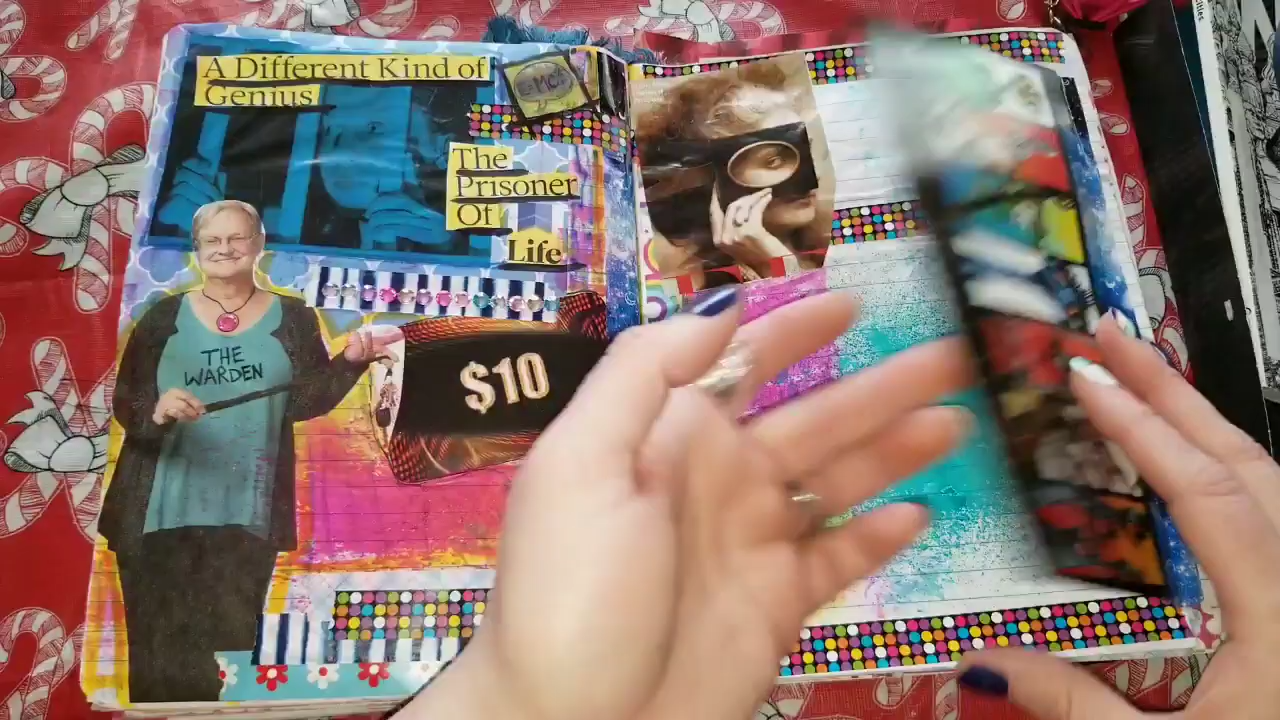 A Different Kind of
Genius
The
Prisoner
Of
Life
THE
WARDEN
$10